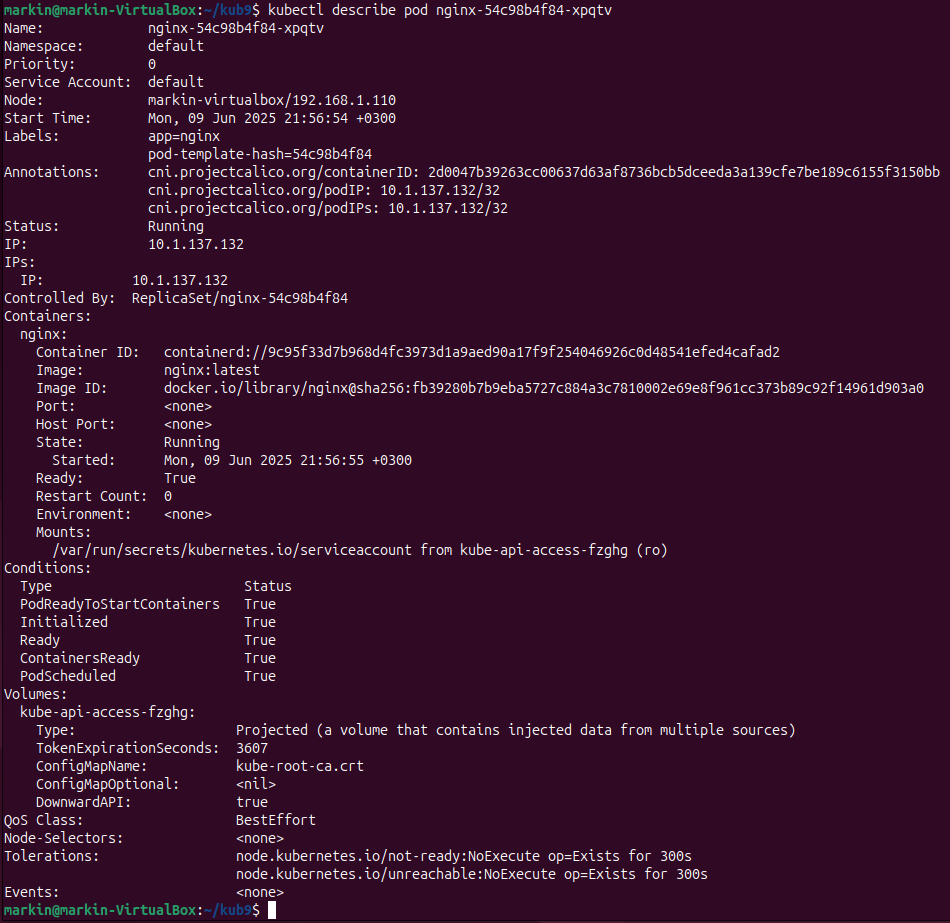 markin@markin-VirtualBox:~/kub9$ kubectl describe pod nginx-54c98b4f84-xpqtv
Name:             nginx-54c98b4f84-xpqtv
Namespace:        default
Priority:         0
Service Account:  default
Node:             markin-virtualbox/192.168.1.110
Start Time:       Mon, 09 Jun 2025 21:56:54 +0300
Labels:           app=nginx
                  pod-template-hash=54c98b4f84
Annotations:      cni.projectcalico.org/containerID: 2d0047b39263cc00637d63af8736bcb5dceeda3a139cfe7be189c6155f3150bb
                  cni.projectcalico.org/podIP: 10.1.137.132/32
                  cni.projectcalico.org/podIPs: 10.1.137.132/32
Status:           Running
IP:               10.1.137.132
IPs:
  IP:           10.1.137.132
Controlled By:  ReplicaSet/nginx-54c98b4f84
Containers:
  nginx:
    Container ID:   containerd://9c95f33d7b968d4fc3973d1a9aed90a17f9f254046926c0d48541efed4cafad2
    Image:          nginx:latest
    Image ID:       docker.io/library/nginx@sha256:fb39280b7b9eba5727c884a3c7810002e69e8f961cc373b89c92f14961d903a0
    Port:           <none>
    Host Port:      <none>
    State:          Running
      Started:      Mon, 09 Jun 2025 21:56:55 +0300
    Ready:          True
    Restart Count:  0
    Environment:    <none>
    Mounts:
      /var/run/secrets/kubernetes.io/serviceaccount from kube-api-access-fzghg (ro)
Conditions:
  Type                        Status
  PodReadyToStartContainers   True
  Initialized                 True
  Ready                       True
  ContainersReady             True
  PodScheduled                True
Volumes:
  kube-api-access-fzghg:
    Type:                    Projected (a volume that contains injected data from multiple sources)
    TokenExpirationSeconds:  3607
    ConfigMapName:           kube-root-ca.crt
    ConfigMapOptional:       <nil>
    DownwardAPI:             true
QoS Class:                   BestEffort
Node-Selectors:              <none>
Tolerations:                 node.kubernetes.io/not-ready:NoExecute op=Exists for 300s
                             node.kubernetes.io/unreachable:NoExecute op=Exists for 300s
Events:                      <none>
markin@markin-VirtualBox:~/kub9$